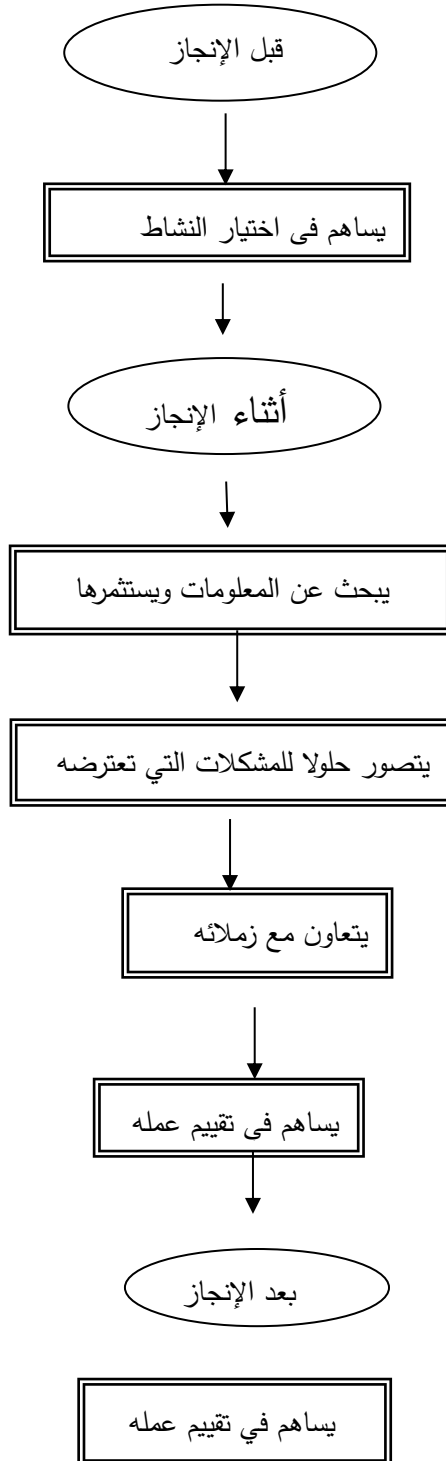 قبل الإنجاز
يساهم فى اختيار النشاط
أثناء الإنجاز
يبحث عن المعلومات ويستثمرها
يتصور حلولا للمشكلات التي تعترضه
يتعاون مع زملائه
يساهم فى تقييم عمله
بعد الإنجاز
يساهم في تقييم عمله